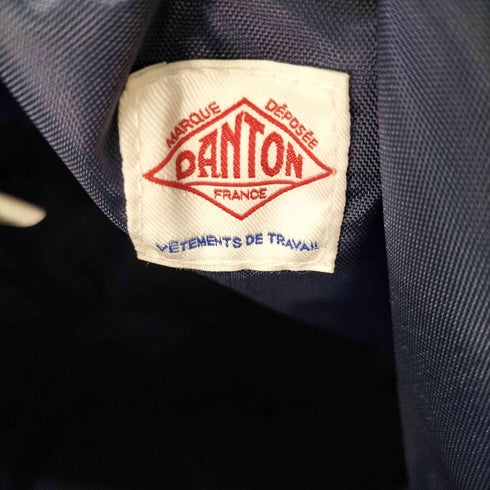 MARQUE DÉPOSÉE
DANTON
FRANCE
VÊTEMENTS DE TRAVAIL